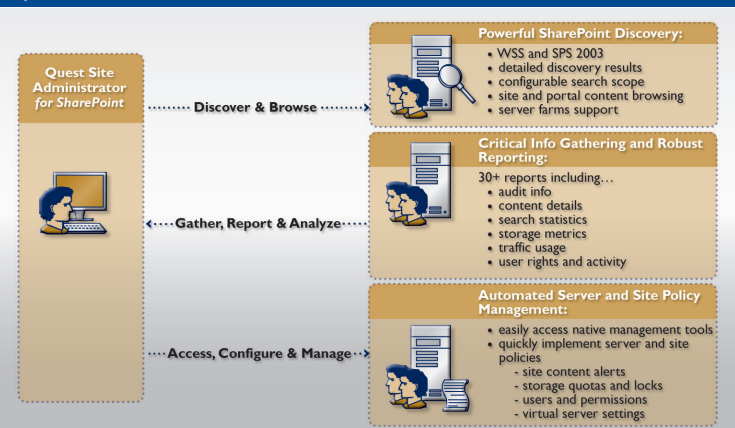 Quest Site
Administrator
for SharePoint
Discover & Browse
Gather, Report & Analyze
Access, Configure & Manage
Powerful SharePoint Discovery:
• WSS and SPS 2003
• detailed discovery results
• configurable search scope
• site and portal content browsing
• server farms support
Critical Info Gathering and Robust
Reporting:
30+ reports including…
• audit info
• content details
• search statistics
• storage metrics
• traffic usage
• user rights and activity
Automated Server and Site Policy
Management:
• easily access native management tools
• quickly implement server and site
policies
- site content alerts
- storage quotas and locks
- users and permissions
- virtual server settings